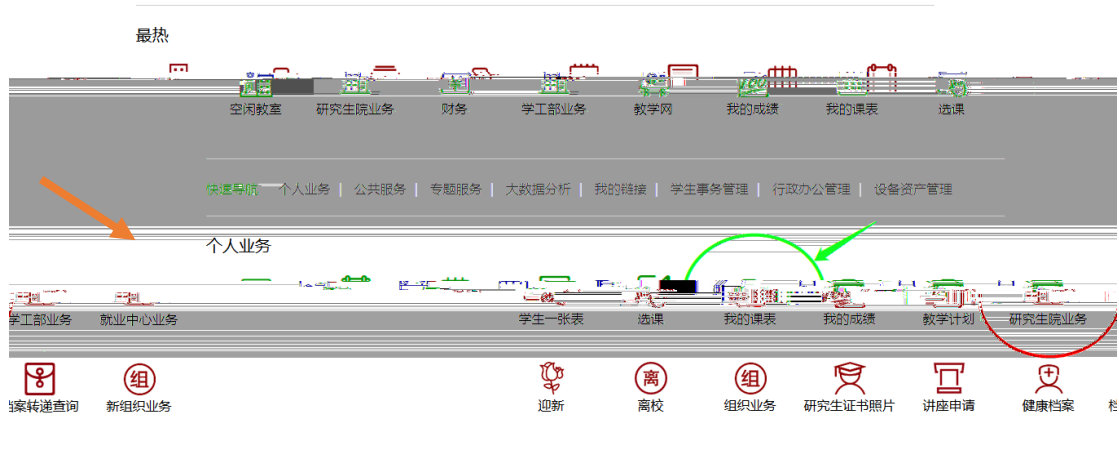 最热
空闲教室 研究生院业务 财务 学工部业务 教学网 我的成绩 我的课表 选课
快速导航 个人业务 | 公共服务 | 专题服务 | 大数据分析 | 我的链接 | 学生事务管理 | 行政办公管理 | 设备资产管理
个人业务
学工部业务 就业中心业务 学生一张表 选课 我的课表 我的成绩 教学计划 研究生院业务
组 离 组
档案转递查询 新组织业务 迎新 离校 组织业务 研究生证书照片 讲座申请 健康档案